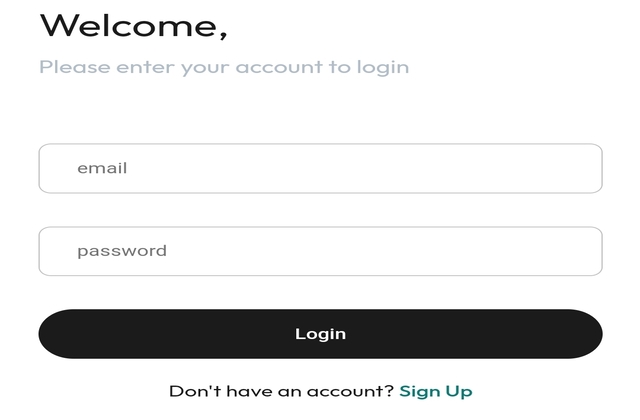 Welcome,
Please enter your account to login
email
password
Login
Don't have an account? Sign Up